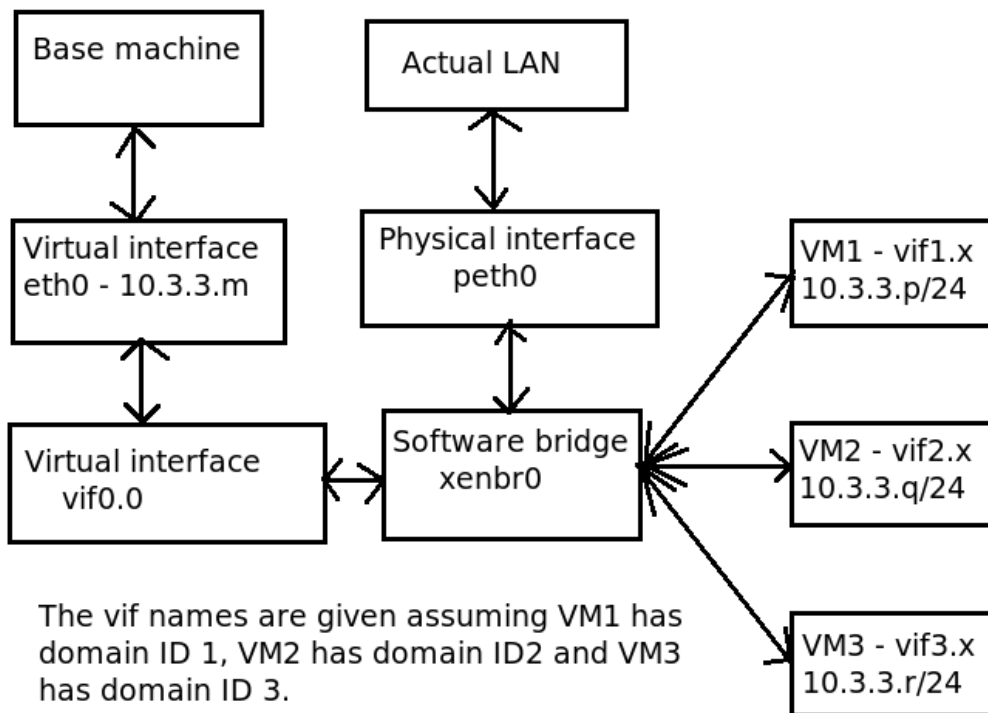 Base machine
Actual LAN
Virtual interface
eth0 - 10.3.3.m
Physical interface
peth0
VM1 - vif1.x
10.3.3.p/24
Virtual interface
vif0.0
Software bridge
xenbr0
VM2 - vif2.x
10.3.3.q/24
The vif names are given assuming VM1 has
domain ID 1, VM2 has domain ID2 and VM3
has domain ID 3.
VM3 - vif3.x
10.3.3.r/24